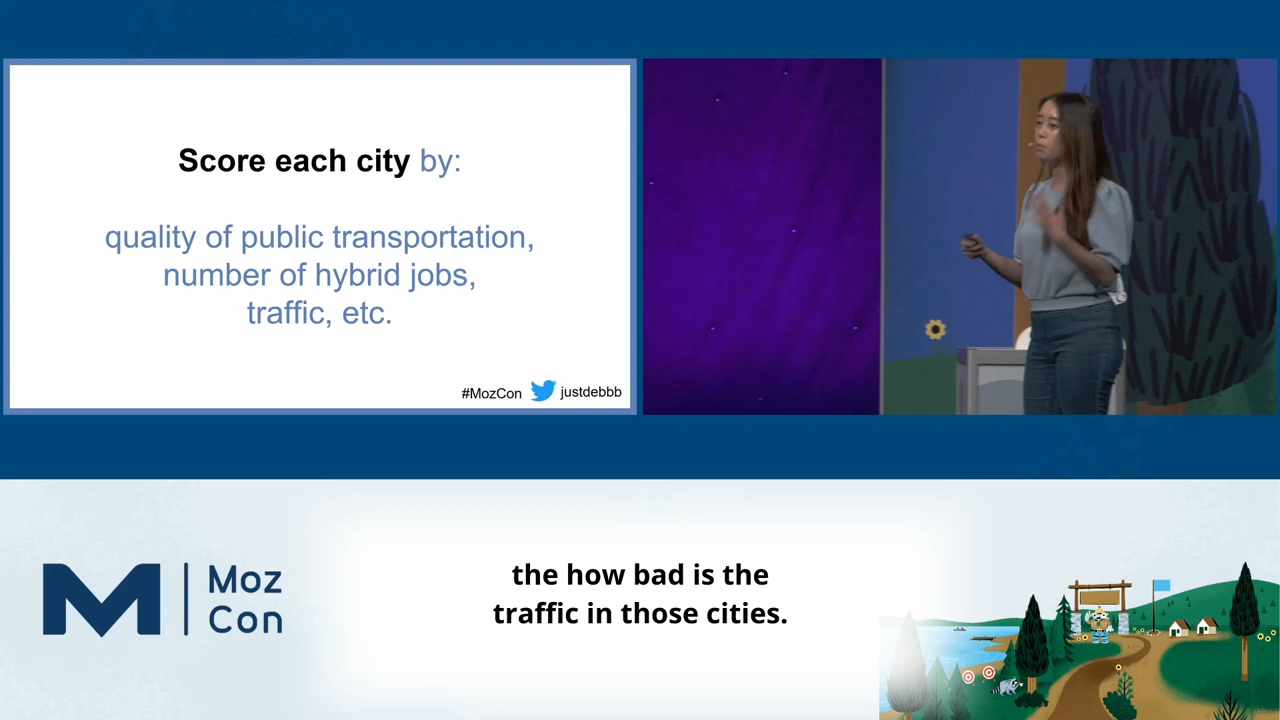 Score each city by:
quality of public transportation,
number of hybrid jobs,
traffic, etc.
#MozCon justdebbb
Moz
Con
the how bad is the
traffic in those cities.